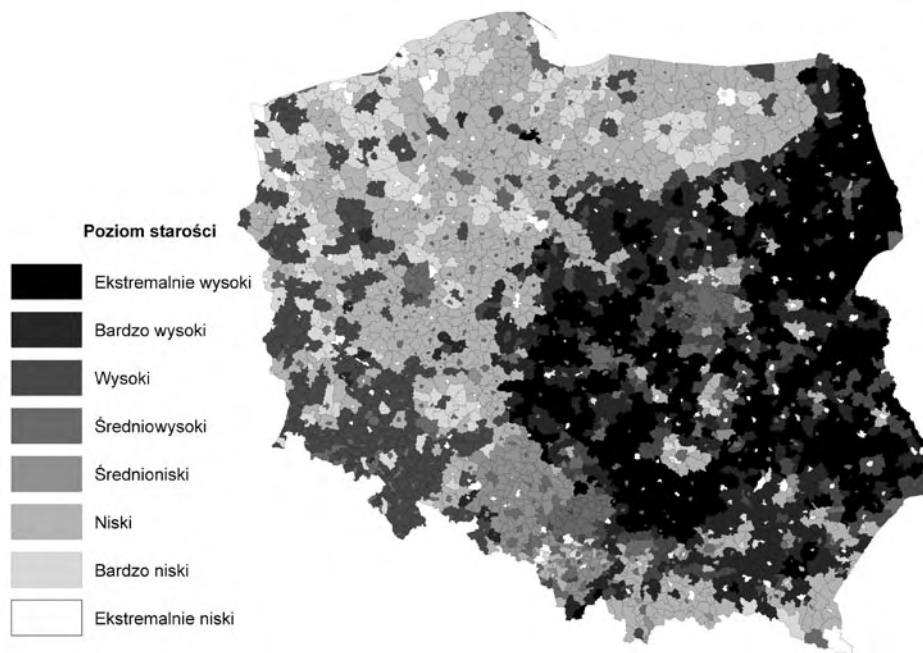 Poziom starości
Ekstremalnie wysoki
Bardzo wysoki
Wysoki
Średniowysoki
Średnioniski
Niski
Bardzo niski
Ekstremalnie niski